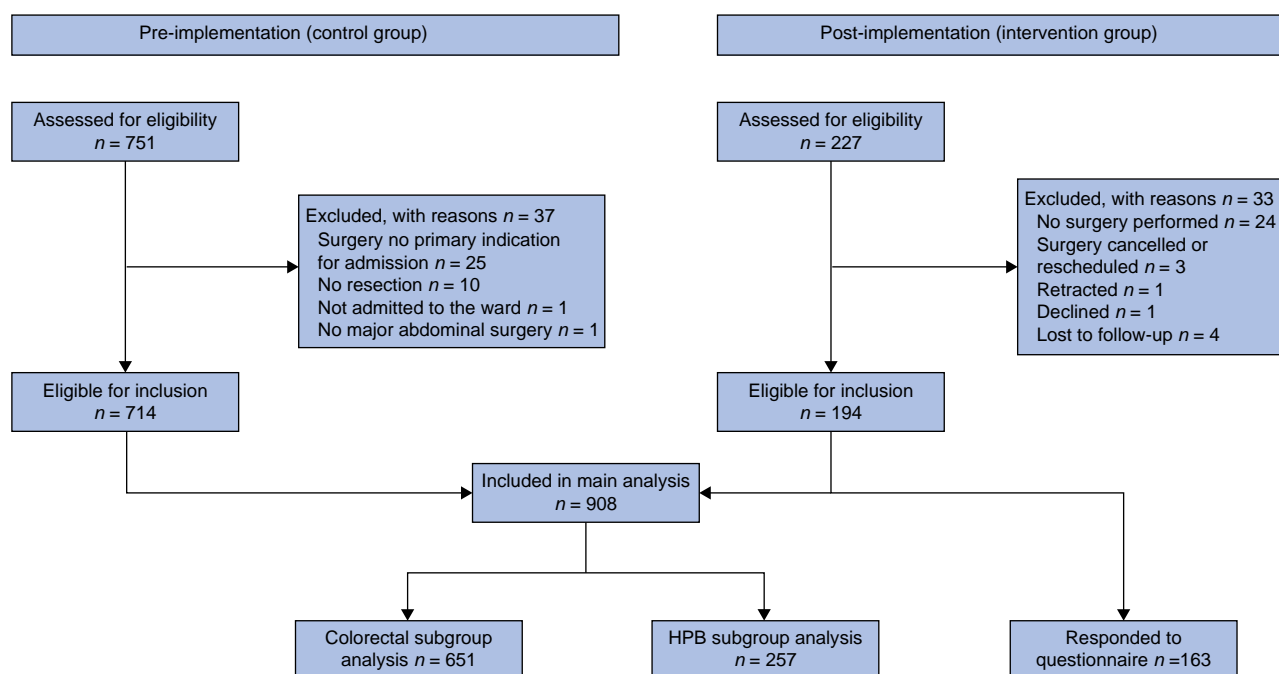 Pre-implementation (control group)
Post-implementation (intervention group)
Assessed for eligibility
n = 751
Assessed for eligibility
n = 227
Excluded, with reasons n = 37
Surgery no primary indication
for admission n = 25
No resection n = 10
Not admitted to the ward n = 1
No major abdominal surgery n = 1
Excluded, with reasons n = 33
No surgery performed n = 24
Surgery cancelled or
rescheduled n = 3
Retracted n = 1
Declined n = 1
Lost to follow-up n = 4
Eligible for inclusion
n = 714
Eligible for inclusion
n = 194
Included in main analysis
n = 908
Colorectal subgroup
analysis n = 651
HPB subgroup analysis
n = 257
Responded to
questionnaire n =163